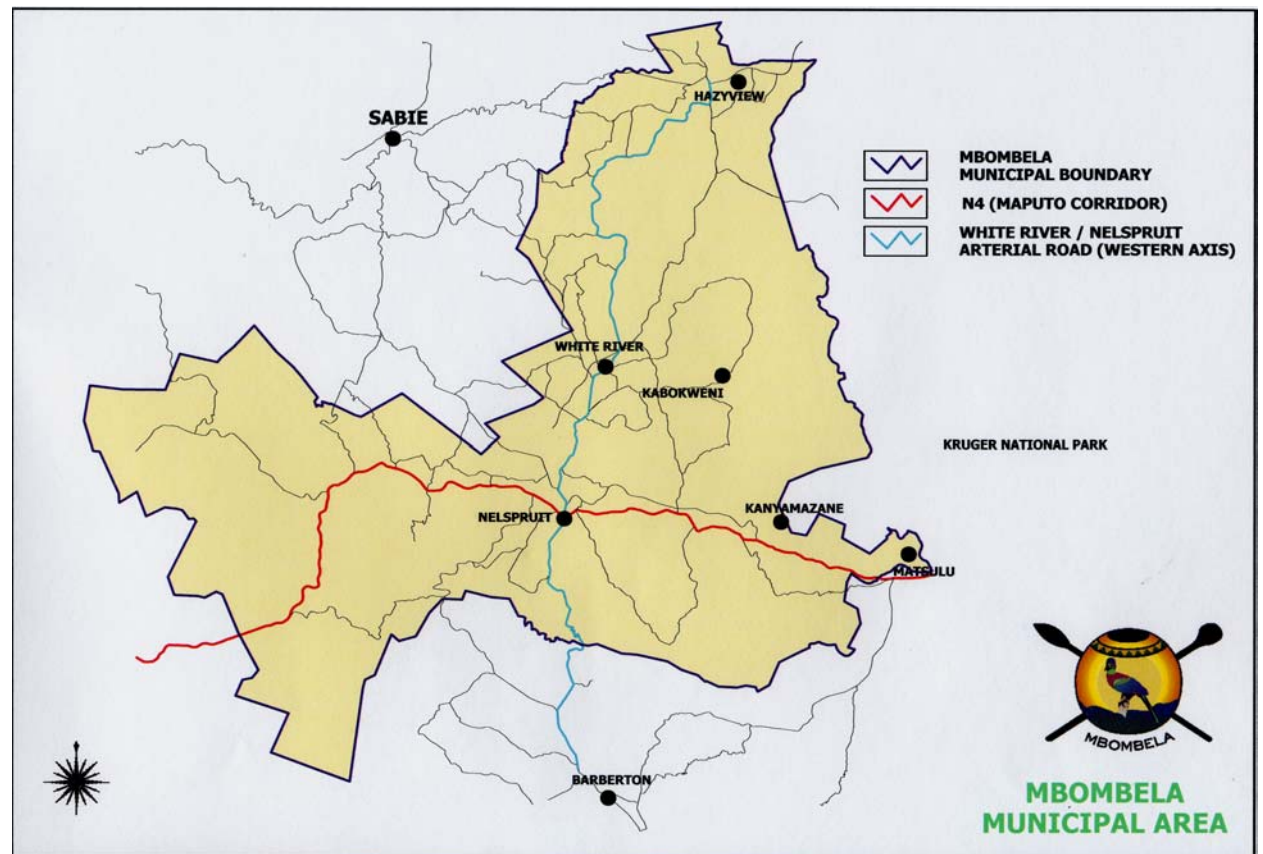 HAZYVIEW
SABIE
MBOMBELA
MUNICIPAL BOUNDARY
N4 (MAPUTO CORRIDOR)
WHITE RIVER / NELSPRUIT
ARTERIAL ROAD (WESTERN AXIS)
WHITE RIVER
KABOKWENI
KRUGER NATIONAL PARK
KANYAMAZANE
NELSPRUIT
MATSULU
MBOMBELA
BARBERTON
MBOMBELA
MUNICIPAL AREA